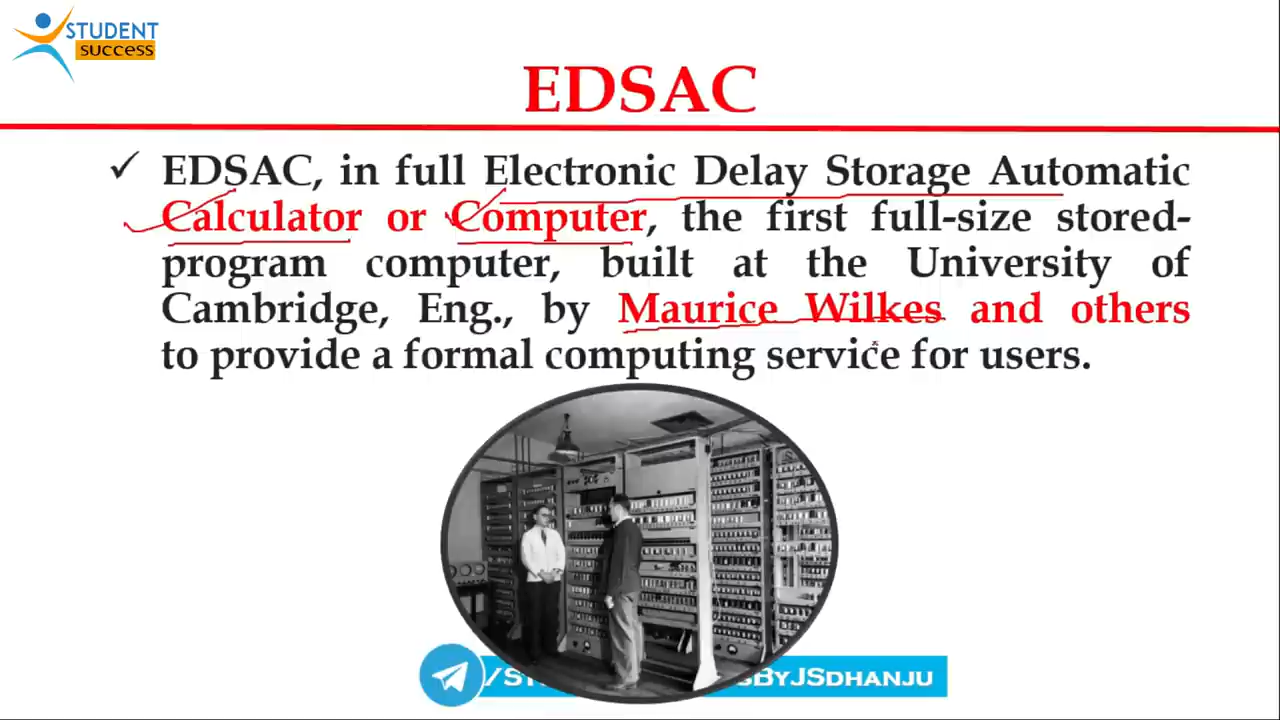 STUDENT
success
EDSAC
✓ EDSAC, in full Electronic Delay Storage Automatic
Calculator or Computer, the first full-size stored-
program computer, built at the University of
Cambridge, Eng., by Maurice Wilkes and others
to provide a formal computing service for users.